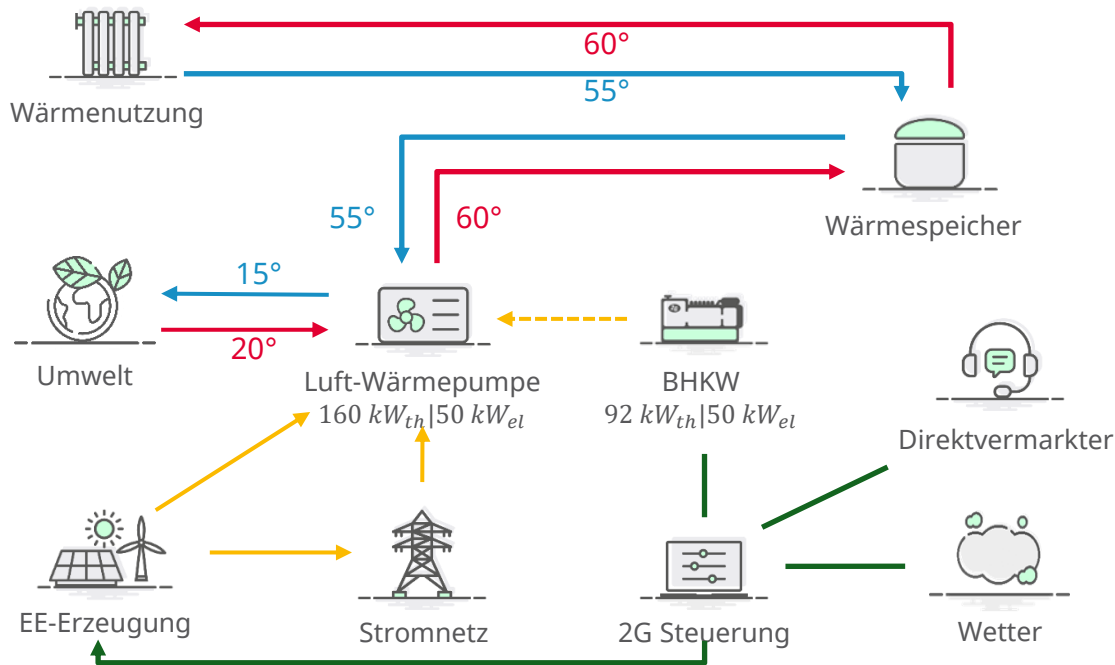 60°
55°
Wärmenutzung
55°
60°
Wärmespeicher
15°
20°
Umwelt
Luft-Wärmepumpe
160 kW_th|50 kW_el
BHKW
92 kW_th|50 kW_el
Direktvermarkter
EE-Erzeugung
Stromnetz
2G Steuerung
Wetter